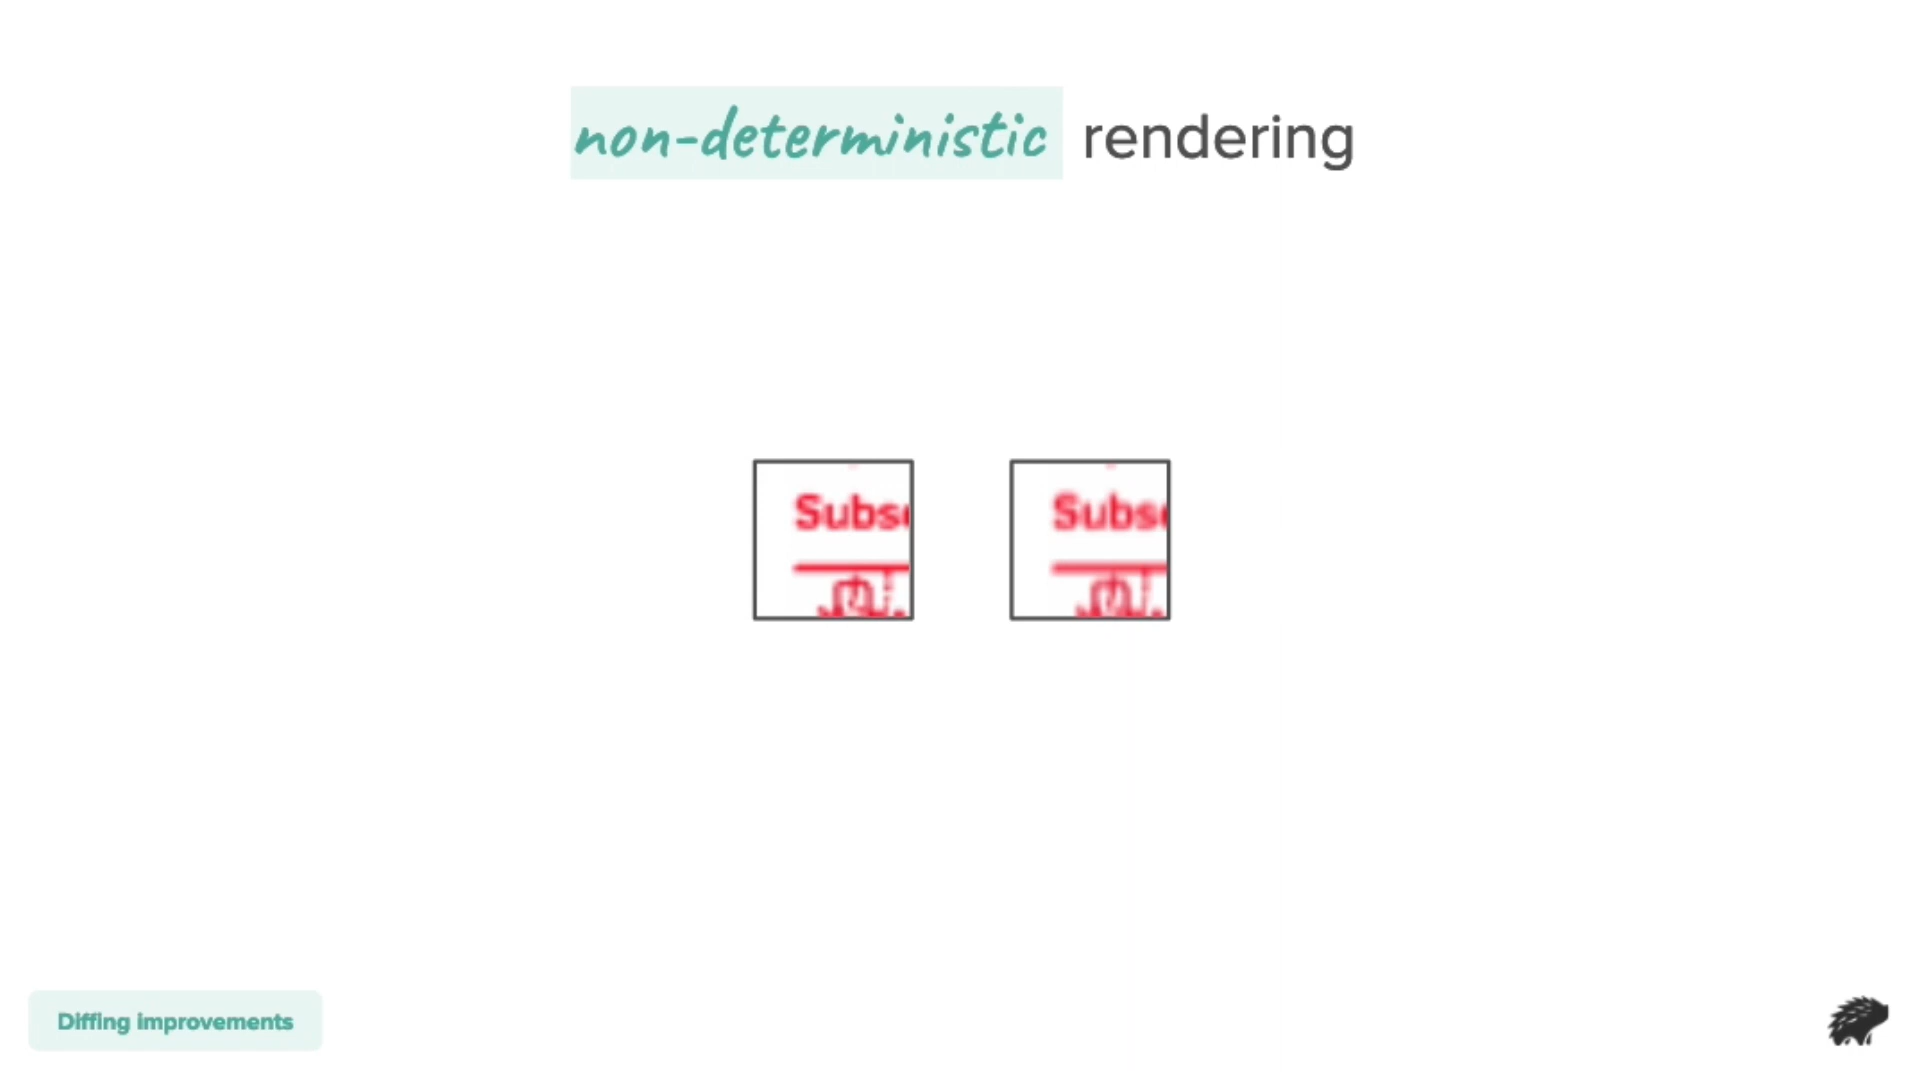 non-deterministic rendering
Subs
Subs
Diffing improvements